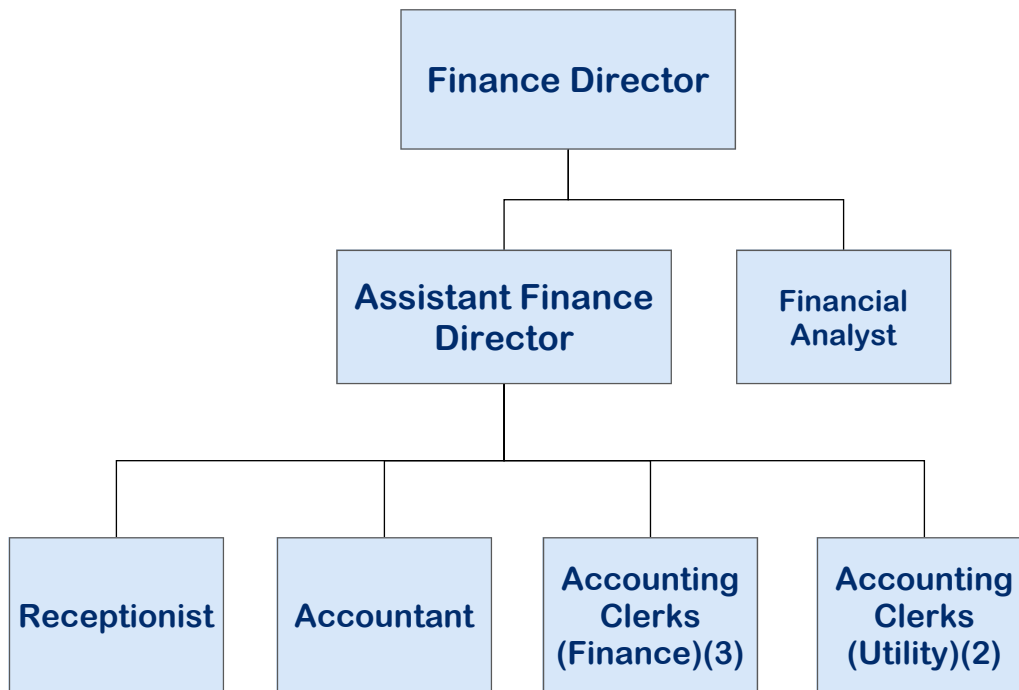 Finance Director
Assistant Finance
Director
Financial
Analyst
Receptionist
Accountant
Accounting
Clerks
(Finance)(3)
Accounting
Clerks
(Utility)(2)